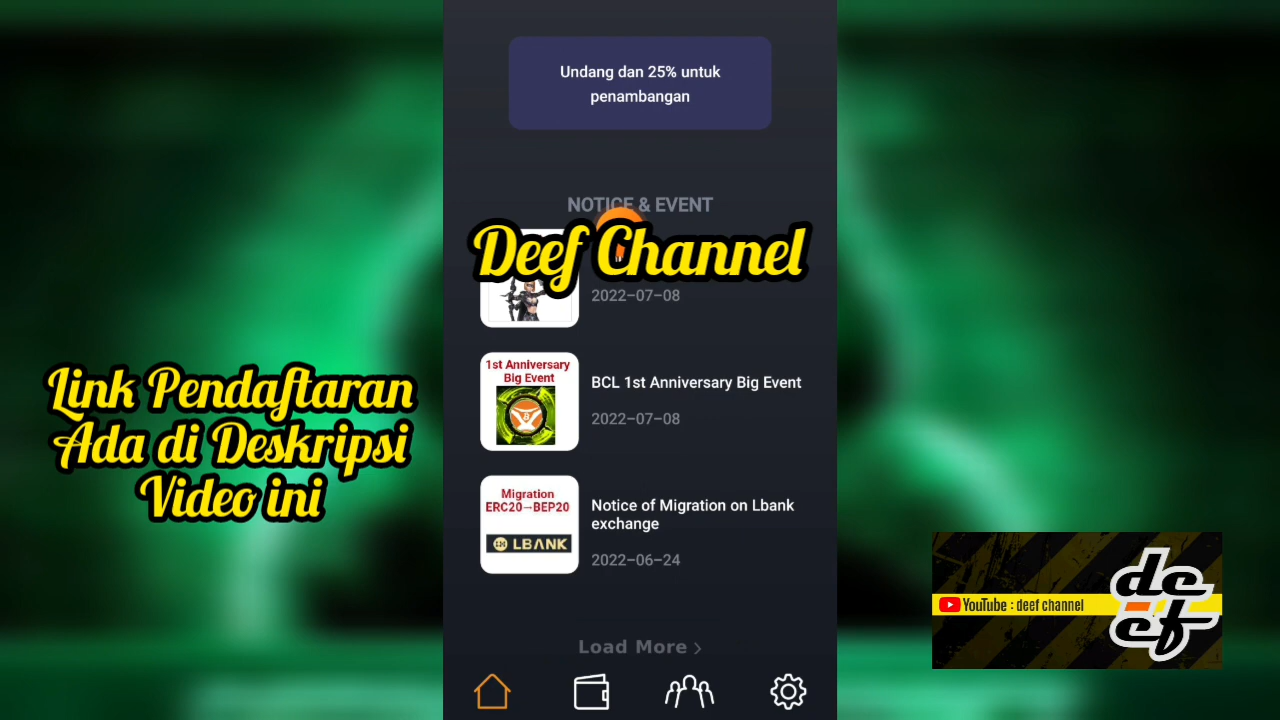 Undang dan 25% untuk
penambangan
NOTICE & EVENT
Deef Channel
2022-07-08
1st Anniversary
Big Event
BCL 1st Anniversary Big Event
2022-07-08
Migration
ERC20→BEP20
LBANK
Notice of Migration on Lbank
exchange
2022-06-24
Load More >
Link Pendaftaran
Ada di Deskripsi
Video ini
YouTube : deef channel
deef